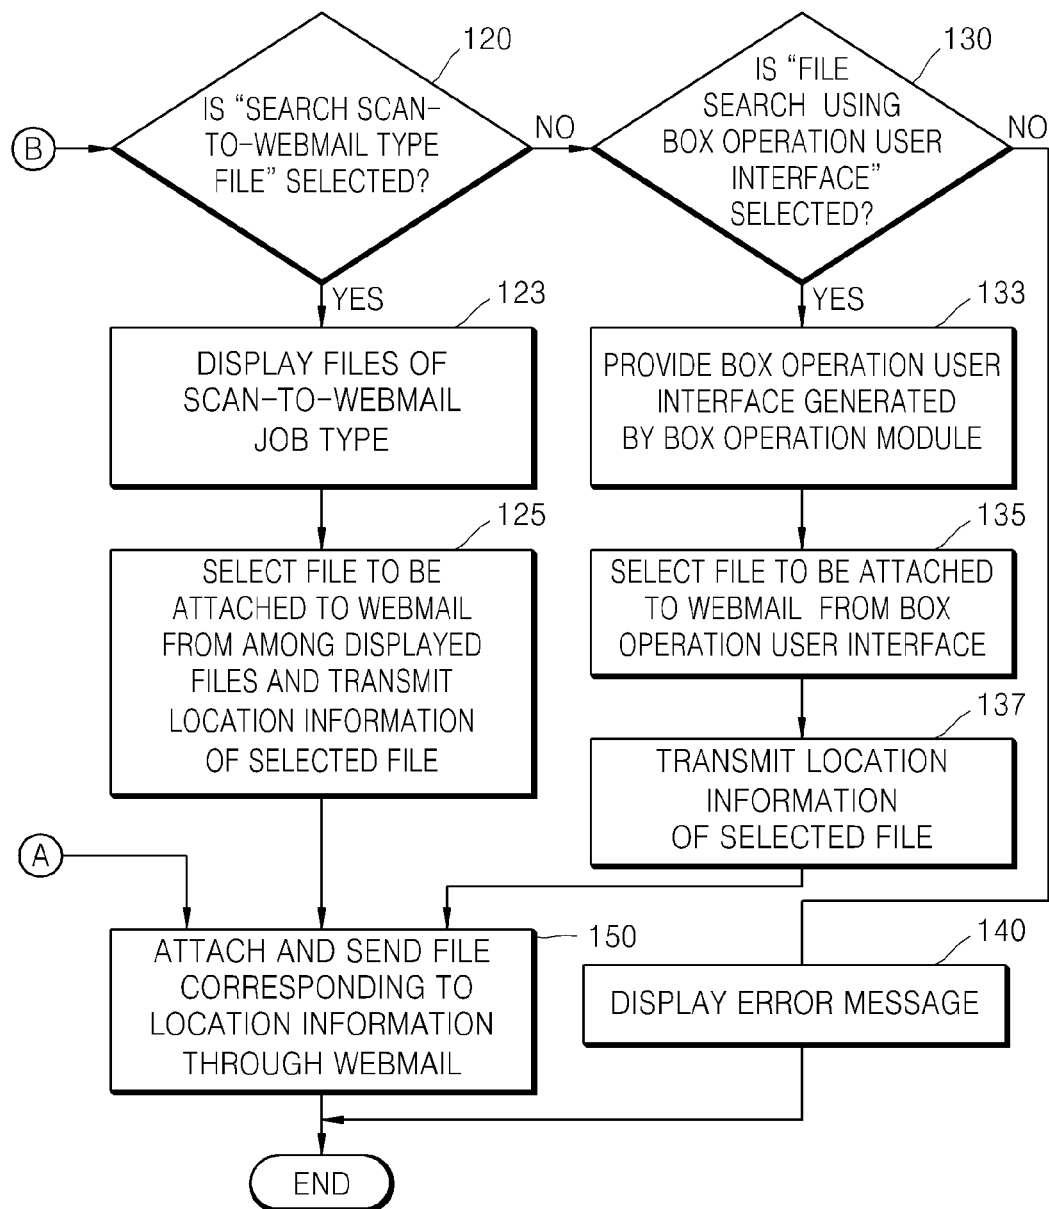 120
IS “SEARCH SCAN-
TO-WEBMAIL TYPE
FILE” SELECTED?
B
NO
YES
130
IS “FILE
SEARCH USING
BOX OPERATION USER
INTERFACE”
SELECTED?
NO
YES
123
DISPLAY FILES OF
SCAN-TO-WEBMAIL
JOB TYPE
133
PROVIDE BOX OPERATION USER
INTERFACE GENERATED
BY BOX OPERATION MODULE
125
SELECT FILE TO BE
ATTACHED TO WEBMAIL
FROM AMONG DISPLAYED
FILES AND TRANSMIT
LOCATION INFORMATION
OF SELECTED FILE
135
SELECT FILE TO BE ATTACHED
TO WEBMAIL FROM BOX
OPERATION USER INTERFACE
137
TRANSMIT LOCATION
INFORMATION
OF SELECTED FILE
A
150
ATTACH AND SEND FILE
CORRESPONDING TO
LOCATION INFORMATION
THROUGH WEBMAIL
140
DISPLAY ERROR MESSAGE
END